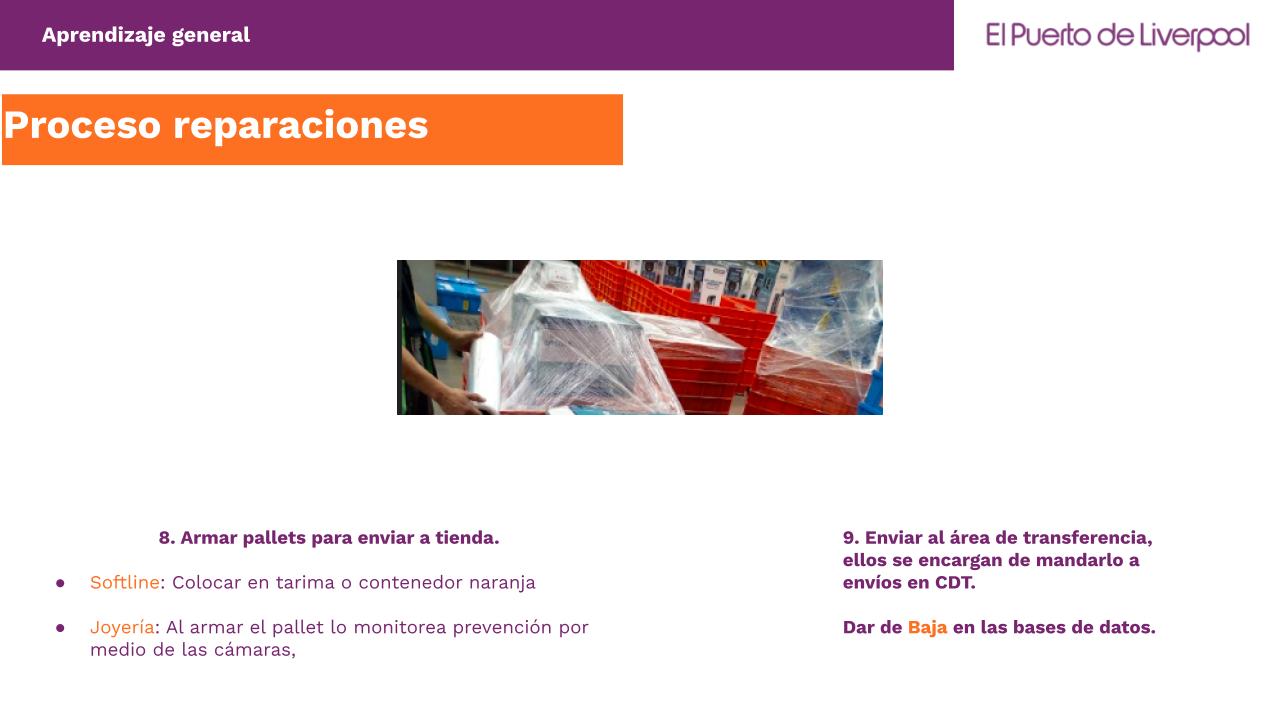 Aprendizaje general
El Puerto de Liverpool
Proceso reparaciones
8. Armar pallets para enviar a tienda.
● Softline: Colocar en tarima o contenedor naranja
● Joyería: Al armar el pallet lo monitorea prevención por
medio de las cámaras,
9. Enviar al área de transferencia,
ellos se encargan de mandarlo a
envíos en CDT.
Dar de Baja en las bases de datos.